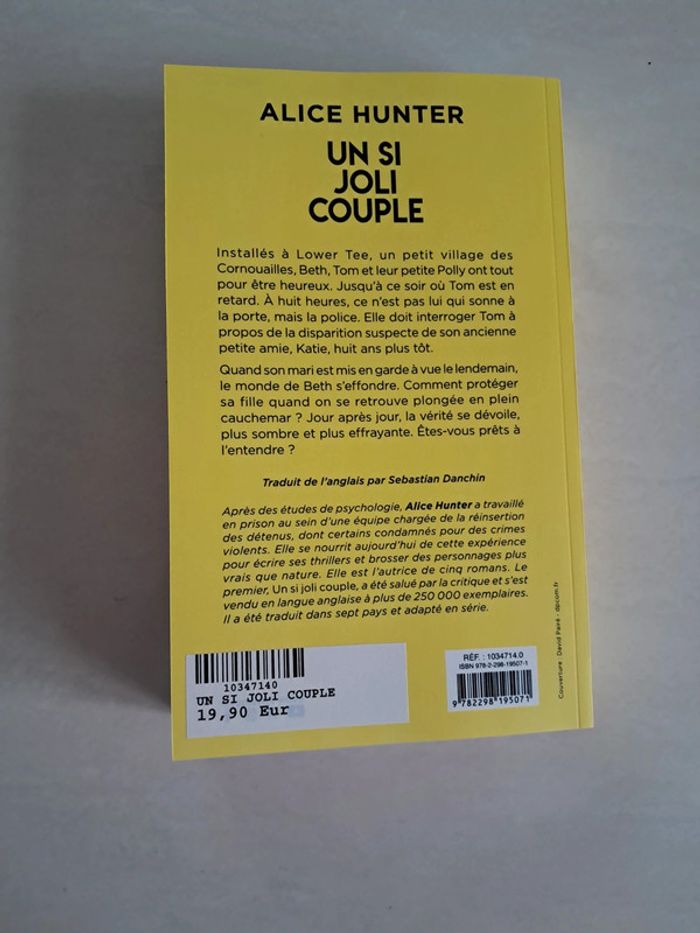 ALICE HUNTER
UN SI
JOLI
COUPLE
Installés à Lower Tee, un petit village des
Cornouailles, Beth, Tom et leur petite Polly ont tout
pour être heureux. Jusqu'à ce soir où Tom est en
retard. À huit heures, ce n'est pas lui qui sonne à
la porte, mais la police. Elle doit interroger Tom à
propos de la disparition suspecte de son ancienne
petite amie, Katie, huit ans plus tôt.
Quand son mari est mis en garde à vue le lendemain,
le monde de Beth s'effondre. Comment protéger
sa fille quand on se retrouve plongée en plein
cauchemar ? Jour après jour, la vérité se dévoile,
plus sombre et plus effrayante. Êtes-vous prêts à
l'entendre ?
Traduit de l'anglais par Sebastian Danchin
Après des études de psychologie, Alice Hunter a travaillé
en prison au sein d'une équipe chargée de la réinsertion
des détenus, dont certains condamnés pour des crimes
violents. Elle se nourrit aujourd'hui de cette expérience
pour écrire ses thrillers et brosser des personnages plus
vrais que nature. Elle est l'autrice de cinq romans. Le
premier, Un si joli couple, a été salué par la critique et s'est
vendu en langue anglaise à plus de 250 000 exemplaires.
Il a été traduit dans sept pays et adapté en série.
10347140
UN SI JOLI COUPLE
19,90 Eur
RÉF. : 1034714.0
ISBN 978-2-298-19507-1
9 782298 195071
Couverture : David Pairé - dpcom.fr